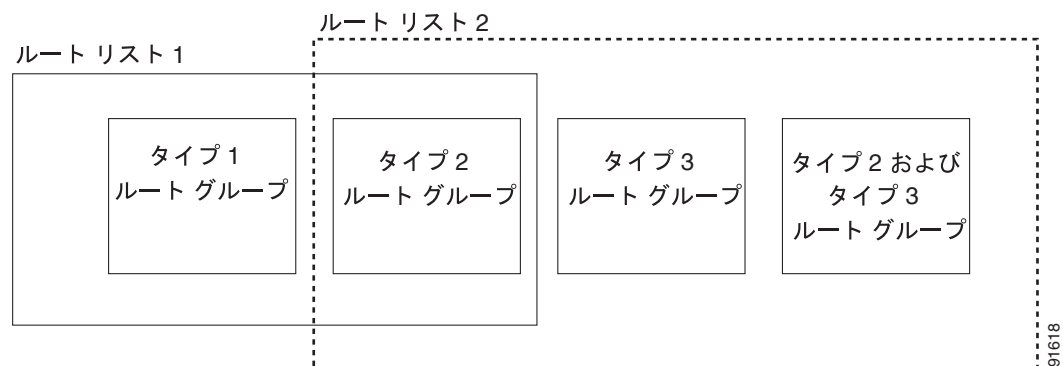 ルート リスト 2
ルート リスト 1
タイプ 1
ルート グループ
タイプ 2
ルート グループ
タイプ 3
ルート グループ
タイプ 2 および
タイプ 3
ルート グループ
91618